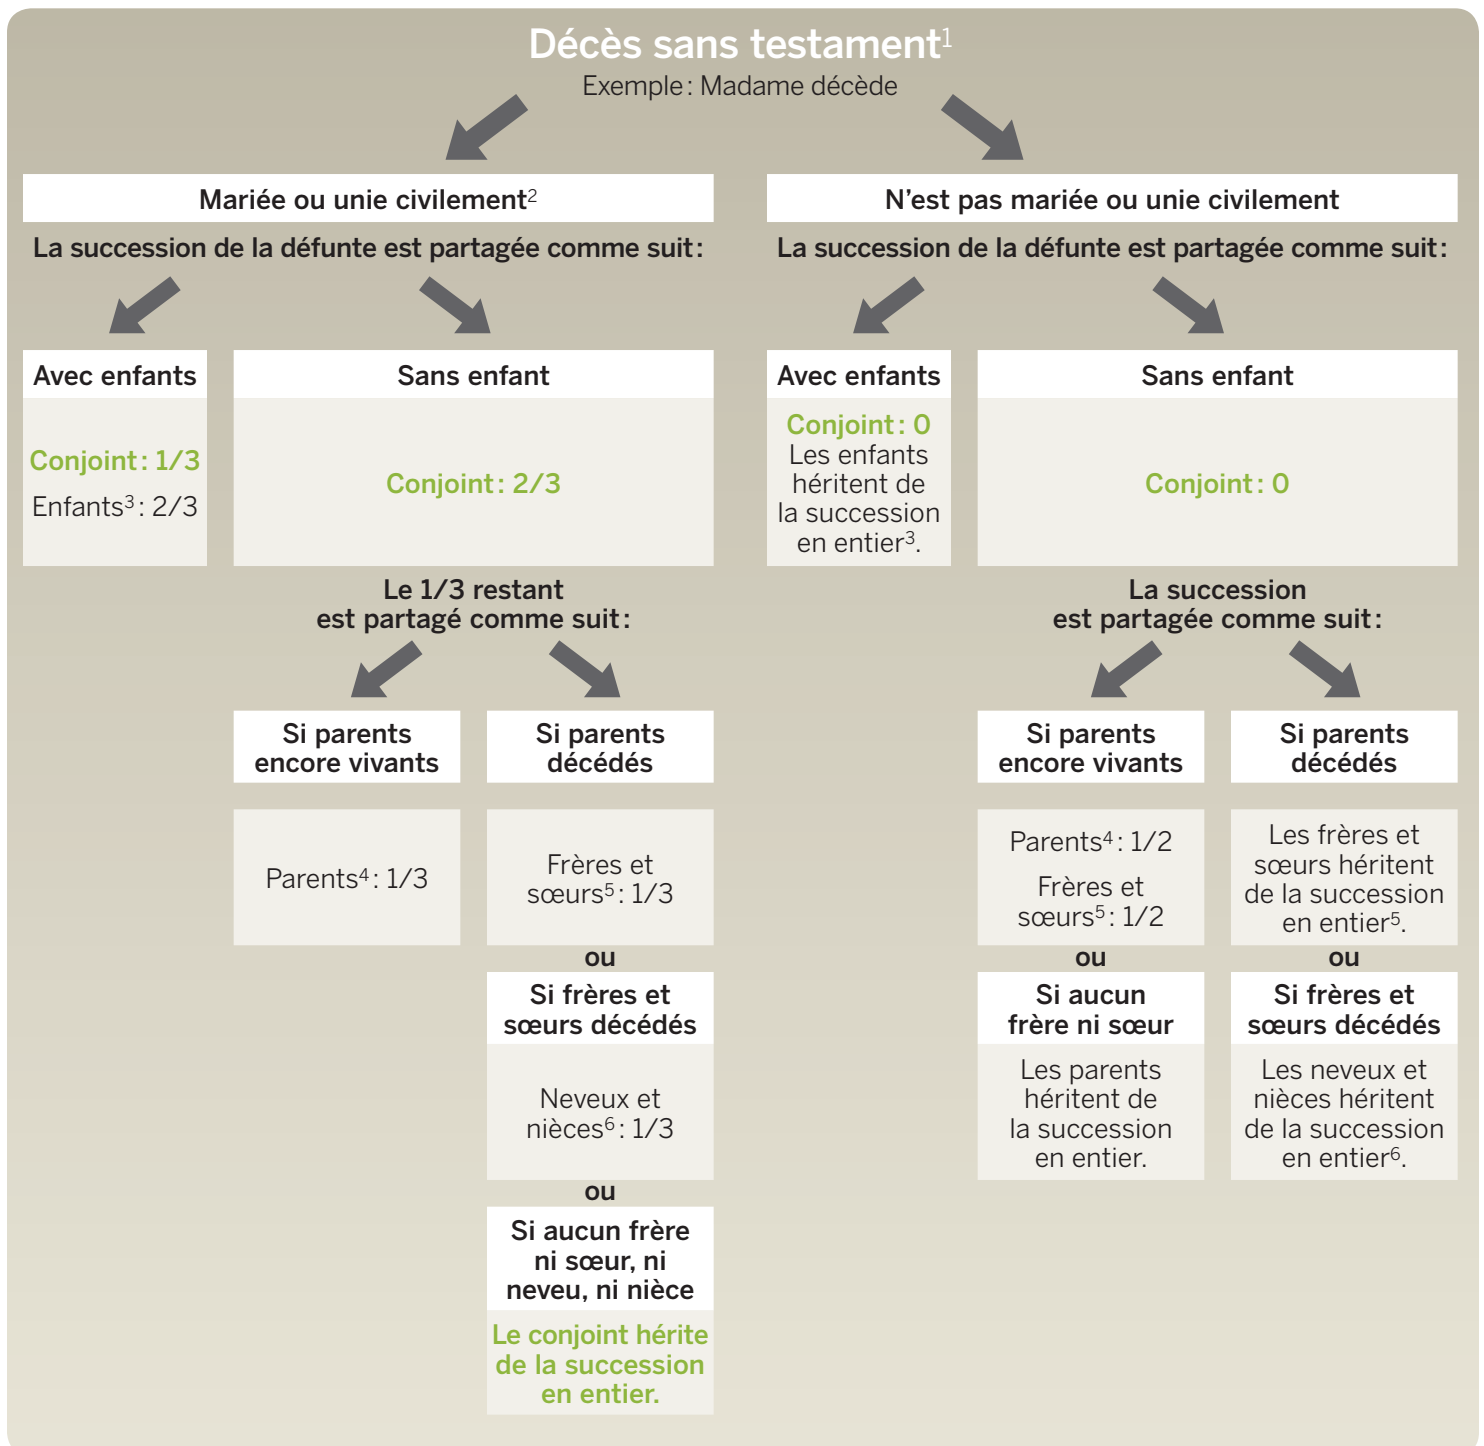 Décès sans testament¹
Exemple : Madame décède
Mariée ou unie civilement²
La succession de la défunte est partagée comme suit :
Avec enfants
Conjoint : 1/3
Enfants³ : 2/3
Sans enfant
Conjoint : 2/3
Le 1/3 restant
est partagé comme suit :
Si parents
encore vivants
Parents⁴ : 1/3
Si parents
décédés
Frères et
sœurs⁵ : 1/3
ou
Si frères et
sœurs décédés
Neveux et
nièces⁶ : 1/3
ou
Si aucun frère
ni sœur, ni
neveu, ni nièce
Le conjoint hérite
de la succession
en entier.
N'est pas mariée ou unie civilement
La succession de la défunte est partagée comme suit :
Avec enfants
Conjoint : 0
Les enfants
héritent de
la succession
en entier³.
Sans enfant
Conjoint : 0
La succession
est partagée comme suit :
Si parents
encore vivants
Parents⁴ : 1/2
Frères et
sœurs⁵ : 1/2
ou
Si aucun
frère ni sœur
Les parents
héritent de
la succession
en entier.
Si parents
décédés
Les frères et
sœurs héritent
de la succession
en entier⁵.
ou
Si frères et
sœurs décédés
Les neveux et
nièces héritent
de la succession
en entier⁶.